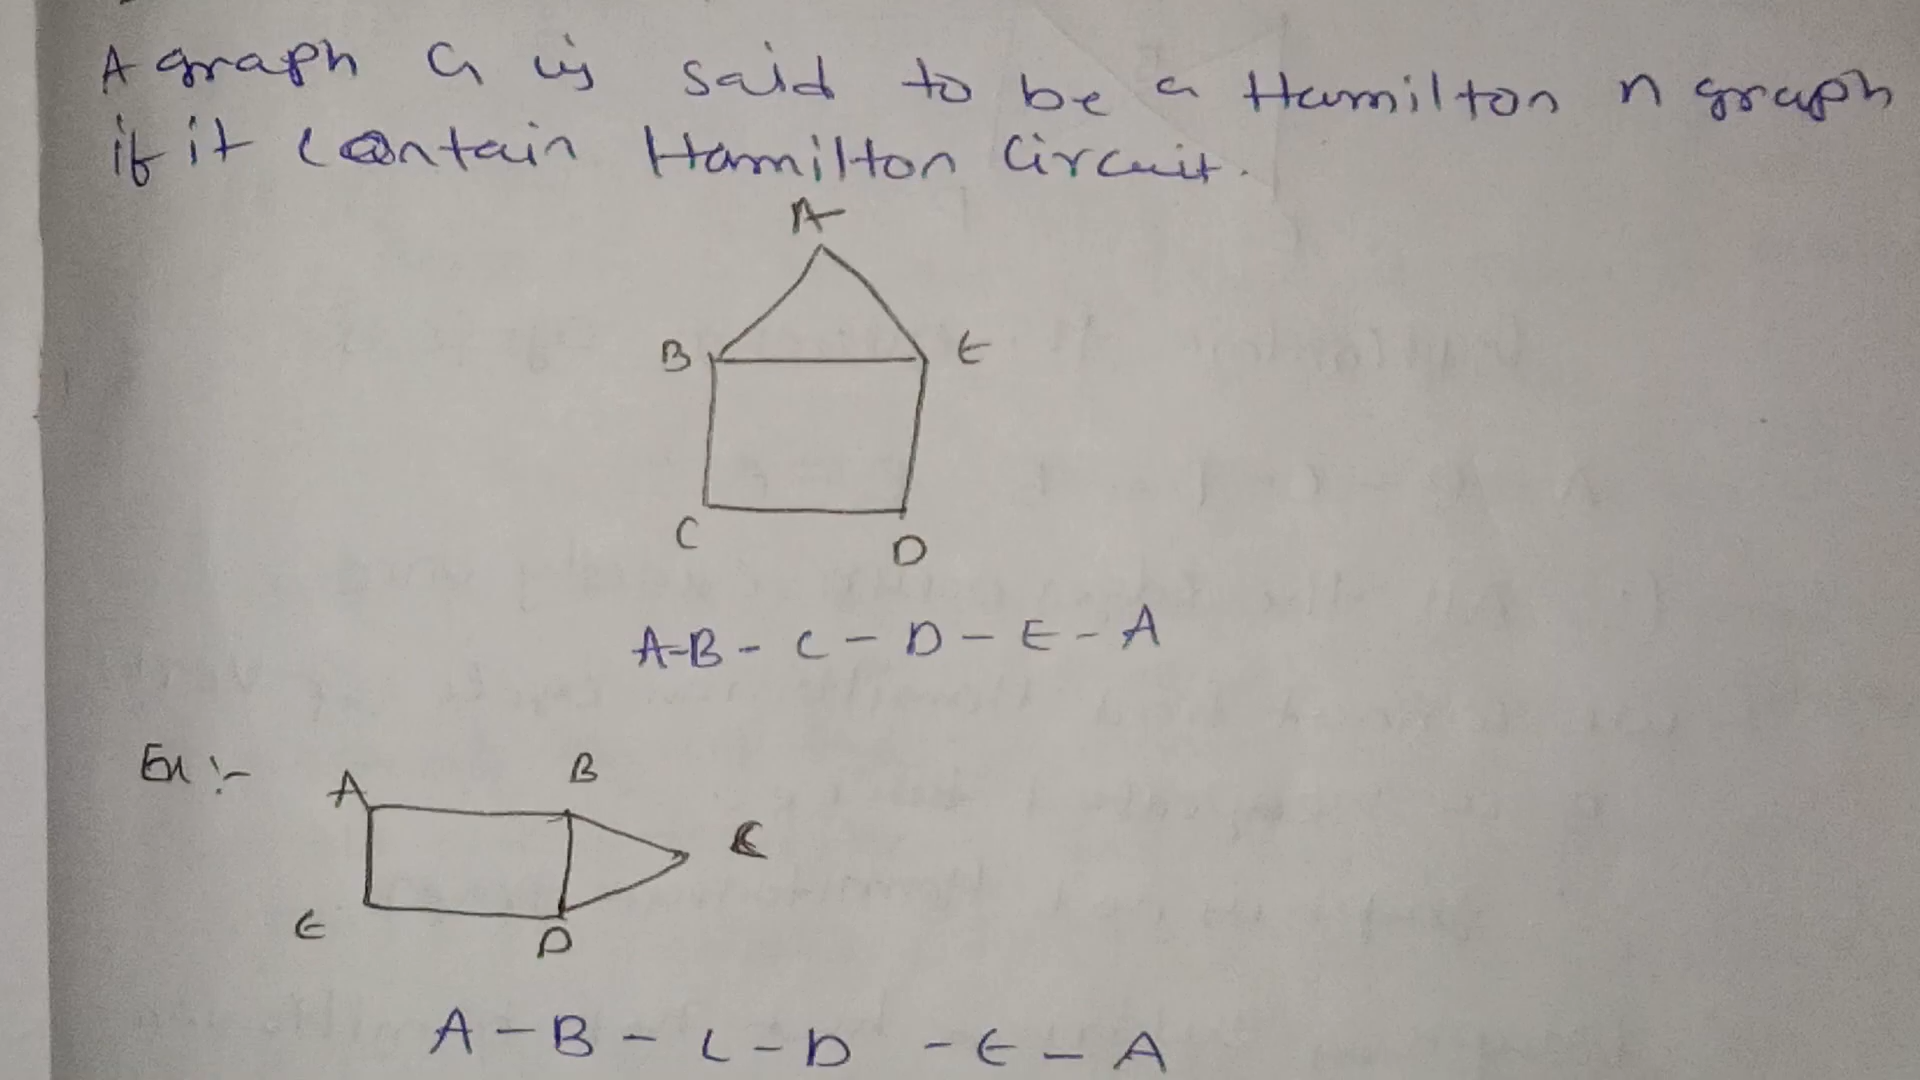 A graph G is said to be a Hamilton n graph
if it contain Hamilton Circuit.
A
B E
C D
A-B - C - D - E - A
Ex :-
A B
C
E D
A - B - C - D - E - A